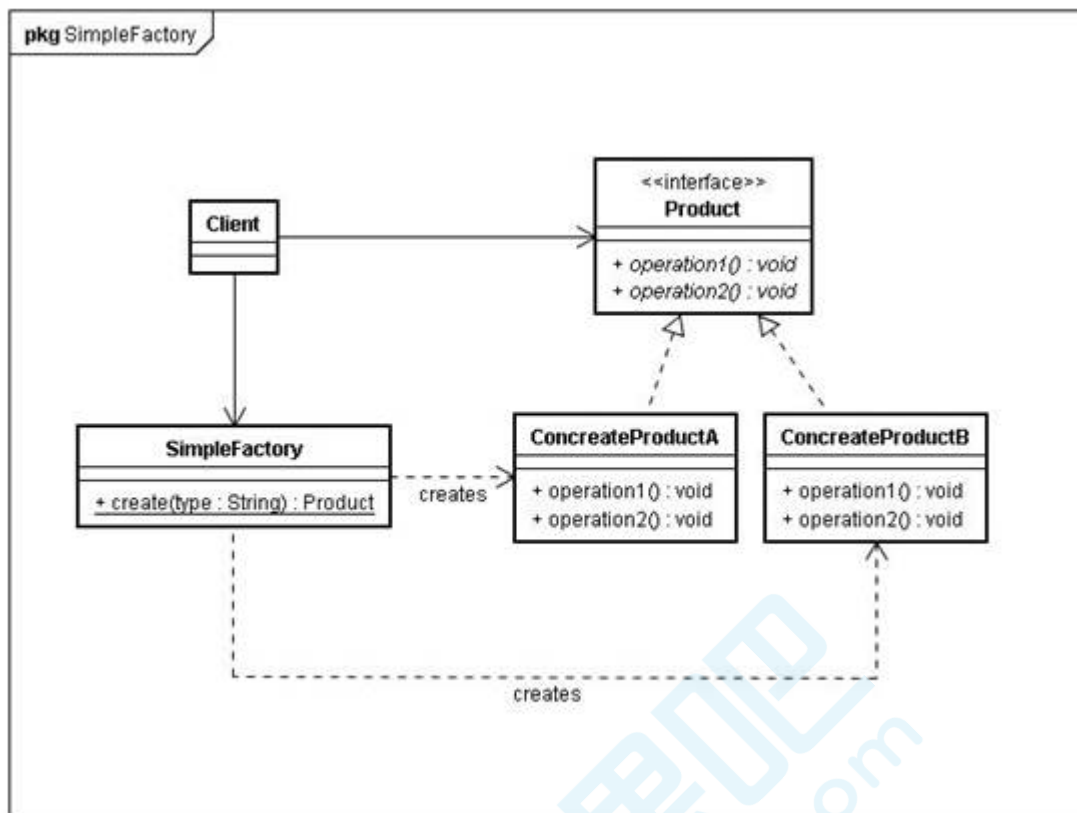 pkg SimpleFactory
<<interface>>
Product
+ operation1() : void
+ operation2() : void
Client
SimpleFactory
+ create(type : String) : Product
creates
ConcreateProductA
+ operation1() : void
+ operation2() : void
ConcreateProductB
+ operation1() : void
+ operation2() : void
creates
com